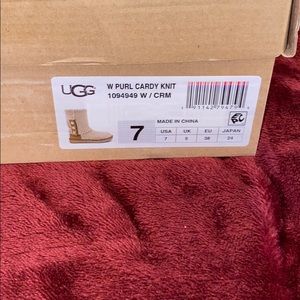 UGG
W PURL CARDY KNIT
1094949 W / CRM
7
MADE IN CHINA
USA UK EU JAPAN
7 5 38 24